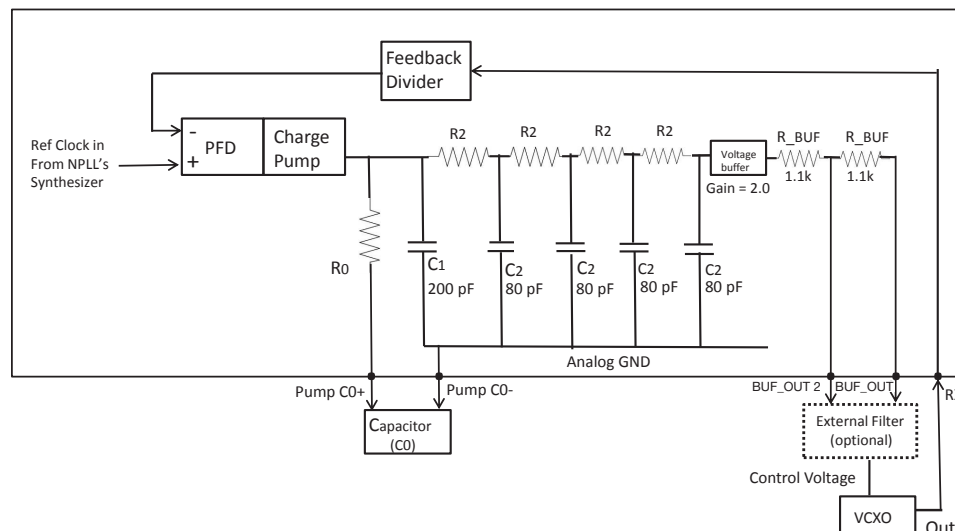 Feedback
Divider
Ref Clock in
From NPLL's
Synthesizer
-
+
PFD
Charge
Pump
R2
R2
R2
R2
Voltage
buffer
Gain = 2.0
R_BUF
1.1k
R_BUF
1.1k
R0
C1
200 pF
C2
80 pF
C2
80 pF
C2
80 pF
C2
80 pF
Analog GND
Pump C0+
Pump C0-
Capacitor
(C0)
BUF_OUT 2
BUF_OUT
External Filter
(optional)
Control Voltage
VCXO